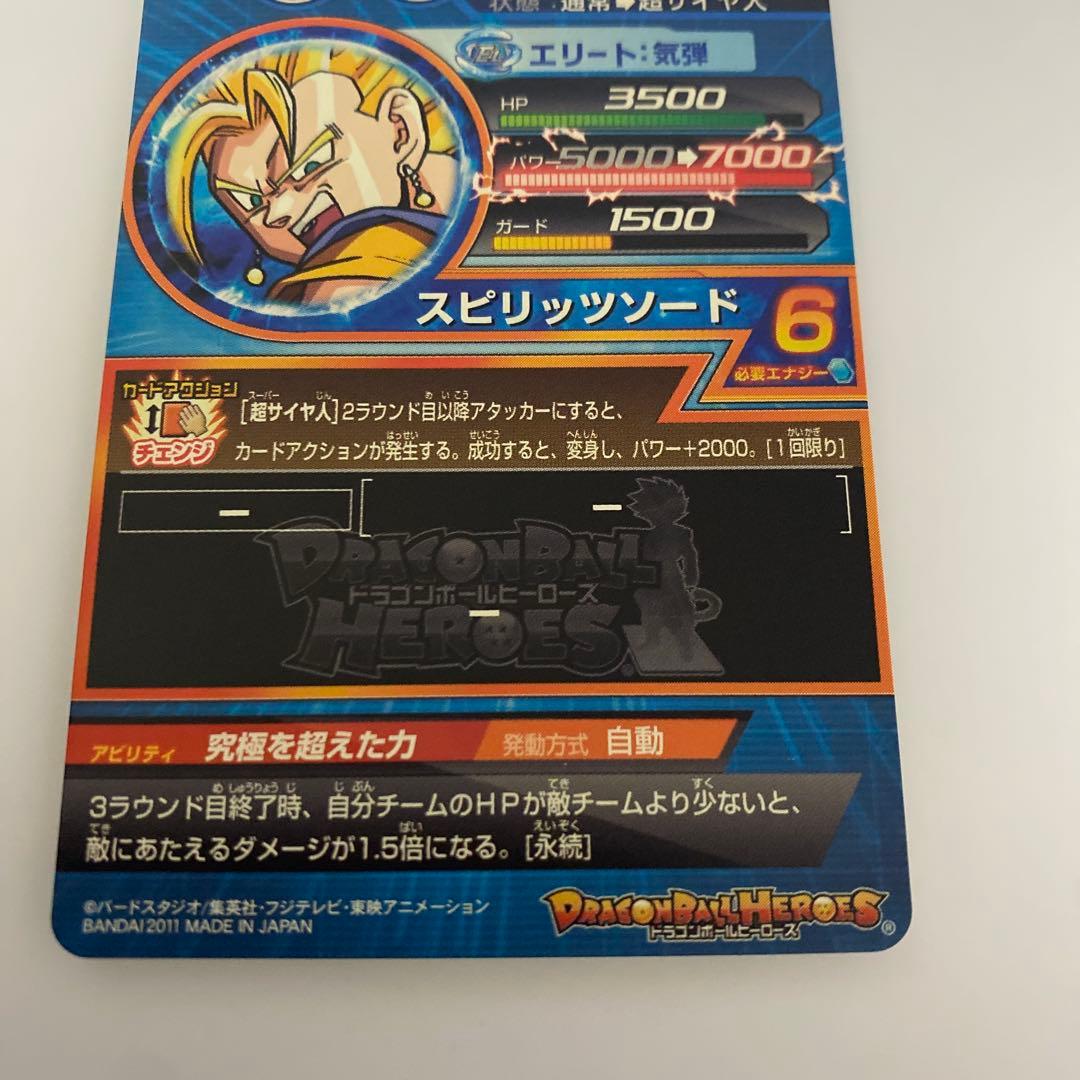 状態:通常➡超サイヤ人
エリート:気弾
HP 3500
パワー 5000➡7000
ガード 1500
スピリッツソード 6
必要エナジー
カードアクション
チェンジ
[超サイヤ人]2ラウンド目以降アタッカーにすると、
カードアクションが発生する。成功すると、変身し、パワー+2000。[1回限り]
ー [ ー ]
DRAGONBALL
ドラゴンボールヒーローズ
ー
HEROES
アビリティ 究極を超えた力 発動方式 自動
3ラウンド目終了時、自分チームのHPが敵チームより少ないと、
敵にあたえるダメージが1.5倍になる。[永続]
©バードスタジオ/集英社・フジテレビ・東映アニメーション
BANDAI 2011 MADE IN JAPAN
DRAGONBALL HEROES
ドラゴンボールヒーローズ ®